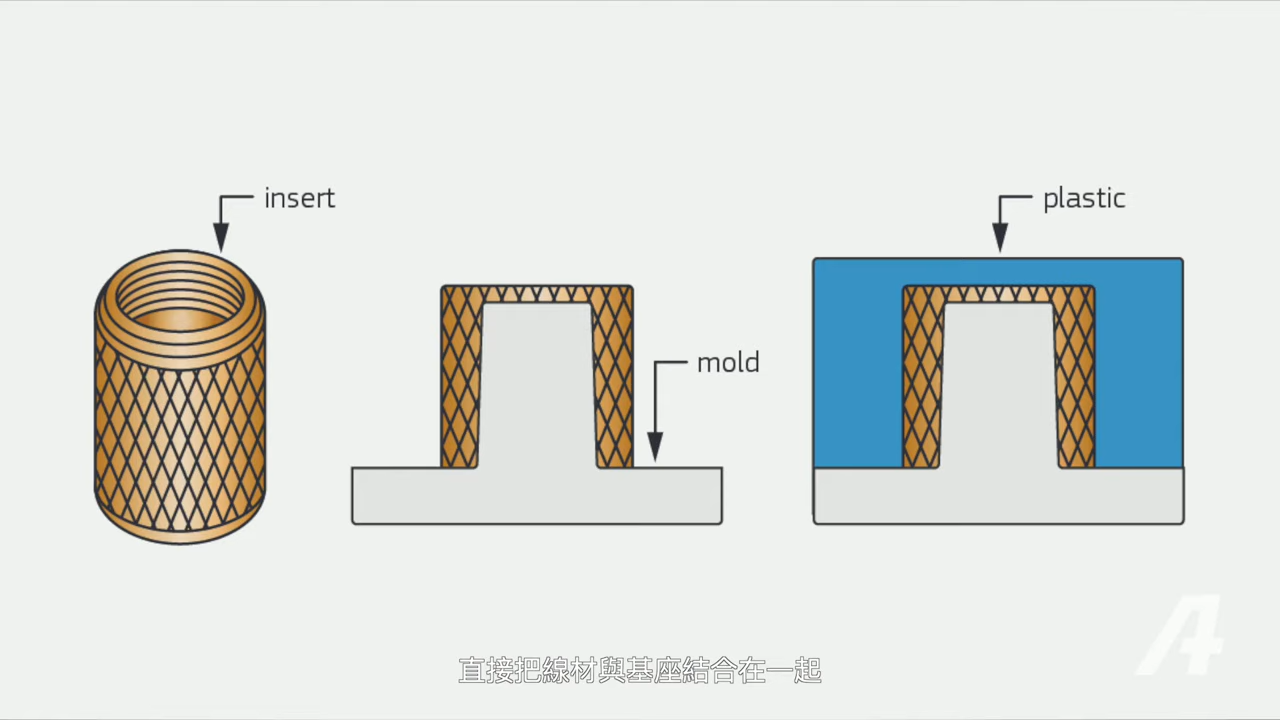 insert
plastic
mold
直接把線材與基座結合在一起